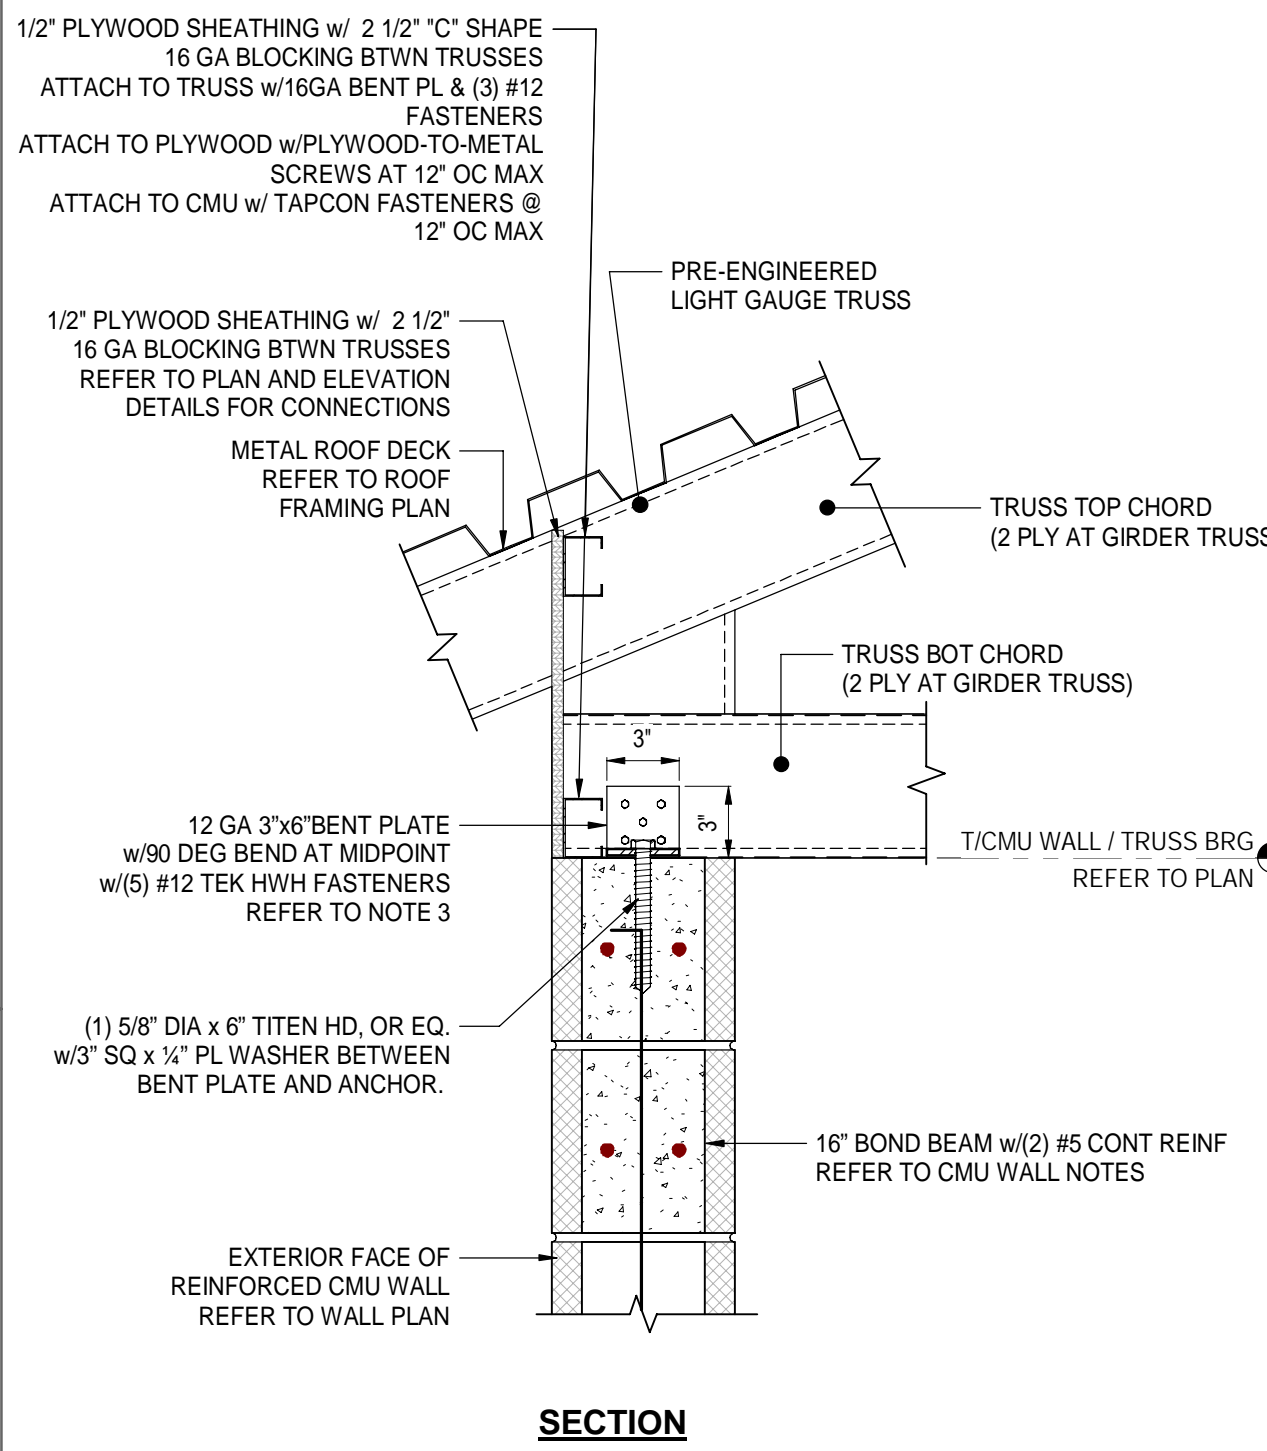 1/2" PLYWOOD SHEATHING w/ 2 1/2" "C" SHAPE
16 GA BLOCKING BTWN TRUSSES
ATTACH TO TRUSS w/16GA BENT PL & (3) #12
FASTENERS
ATTACH TO PLYWOOD w/PLYWOOD-TO-METAL
SCREWS AT 12" OC MAX
ATTACH TO CMU w/ TAPCON FASTENERS @
12" OC MAX
PRE-ENGINEERED
LIGHT GAUGE TRUSS
1/2" PLYWOOD SHEATHING w/ 2 1/2"
16 GA BLOCKING BTWN TRUSSES
REFER TO PLAN AND ELEVATION
DETAILS FOR CONNECTIONS
METAL ROOF DECK
REFER TO ROOF
FRAMING PLAN
TRUSS TOP CHORD
(2 PLY AT GIRDER TRUSS
TRUSS BOT CHORD
(2 PLY AT GIRDER TRUSS)
3"
3"
12 GA 3”x6”BENT PLATE
w/90 DEG BEND AT MIDPOINT
w/(5) #12 TEK HWH FASTENERS
REFER TO NOTE 3
T/CMU WALL / TRUSS BRG
REFER TO PLAN
(1) 5/8” DIA x 6” TITEN HD, OR EQ.
w/3” SQ x ¼” PL WASHER BETWEEN
BENT PLATE AND ANCHOR.
16” BOND BEAM w/(2) #5 CONT REINF
REFER TO CMU WALL NOTES
EXTERIOR FACE OF
REINFORCED CMU WALL
REFER TO WALL PLAN
SECTION